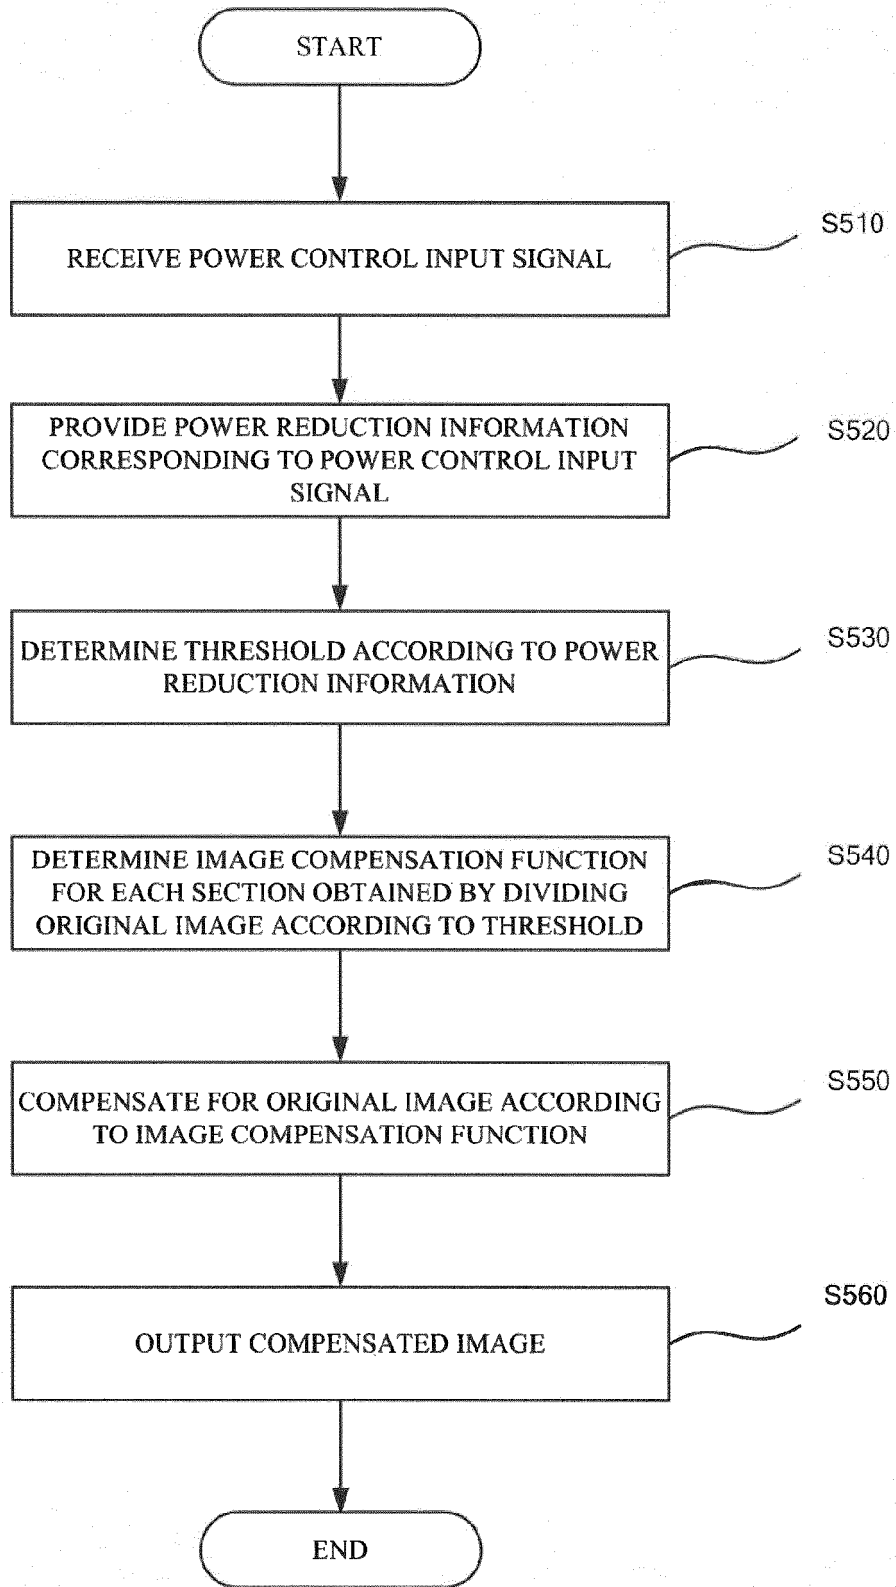 START
RECEIVE POWER CONTROL INPUT SIGNAL
S510
PROVIDE POWER REDUCTION INFORMATION
CORRESPONDING TO POWER CONTROL INPUT
SIGNAL
S520
DETERMINE THRESHOLD ACCORDING TO POWER
REDUCTION INFORMATION
S530
DETERMINE IMAGE COMPENSATION FUNCTION
FOR EACH SECTION OBTAINED BY DIVIDING
ORIGINAL IMAGE ACCORDING TO THRESHOLD
S540
COMPENSATE FOR ORIGINAL IMAGE ACCORDING
TO IMAGE COMPENSATION FUNCTION
S550
OUTPUT COMPENSATED IMAGE
S560
END